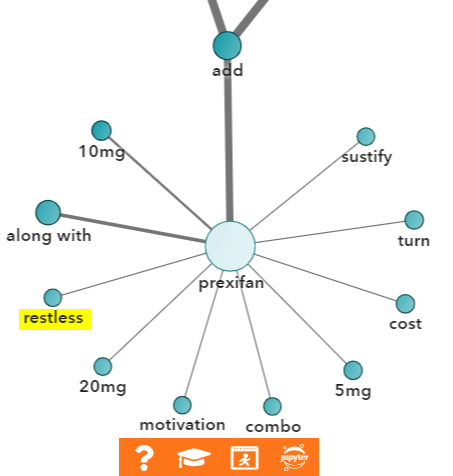 add
10mg
sustify
along with
turn
prexifan
restless
cost
20mg
5mg
motivation
combo
?
jupyter